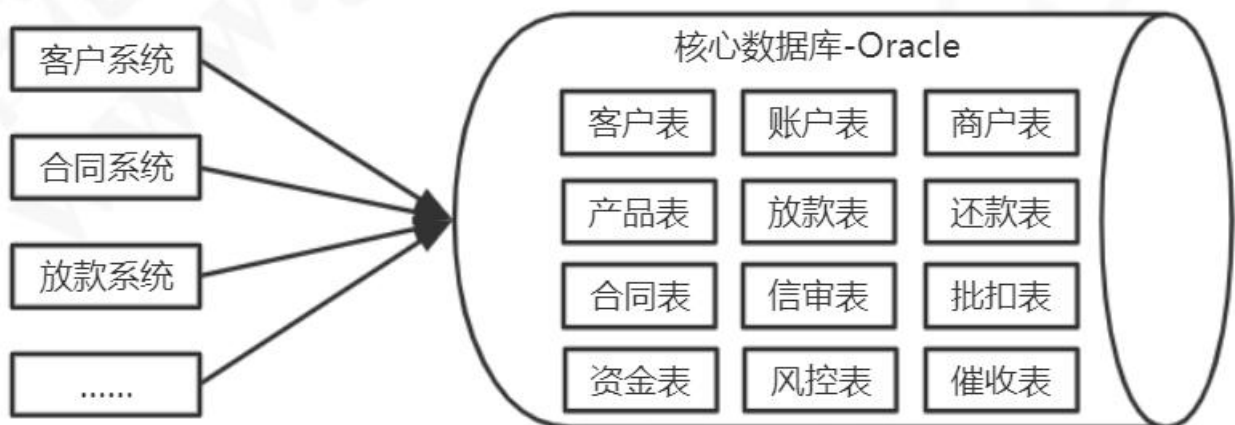 客户系统
合同系统
放款系统
......
核心数据库-Oracle
客户表 账户表 商户表
产品表 放款表 还款表
合同表 信审表 批扣表
资金表 风控表 催收表